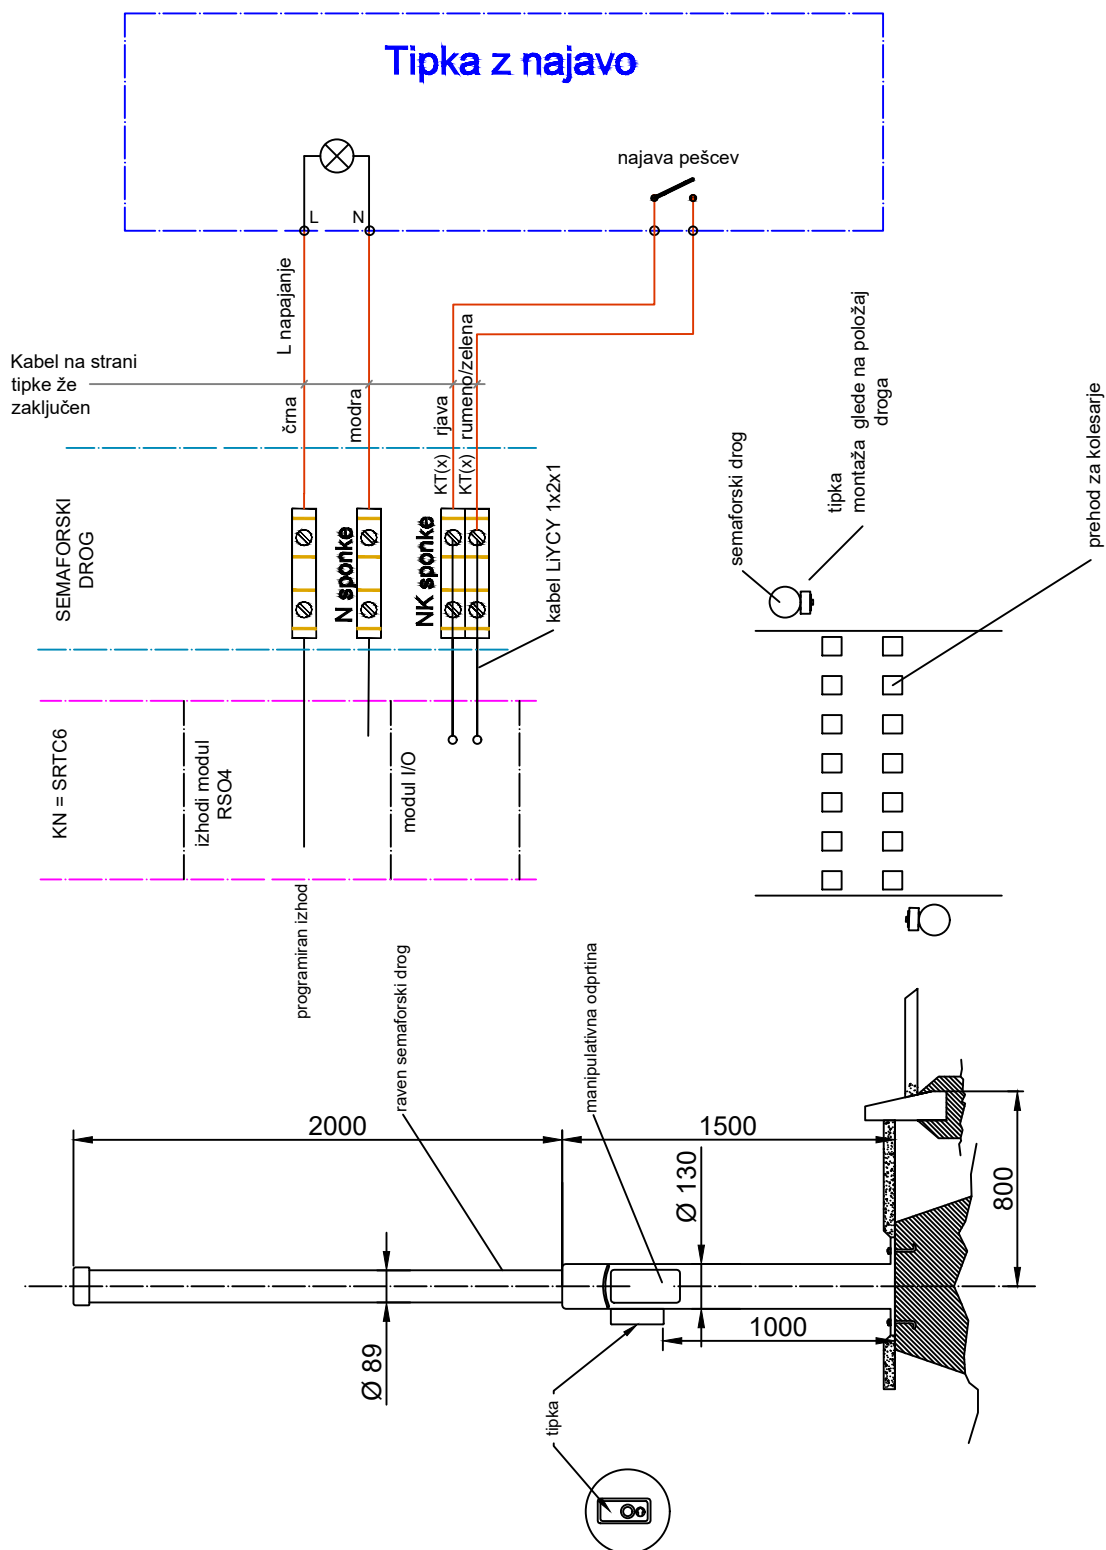 Tipka z najavo
najava pešcev
L
N
L napajanje
Kabel na strani
tipke že
zaključen
črna
modra
rjava
rumeno/zelena
KT(x)
KT(x)
SEMAFORSKI
DROG
N sponke
NK sponke
kabel LiYCY 1x2x1
KN = SRTC6
izhodi modul
RSO4
modul I/O
programiran izhod
semaforski drog
tipka
montaža glede na položaj
droga
prehod za kolesarje
raven semaforski drog
manipulativna odprtina
2000
1500
Ø 130
800
1000
Ø 89
tipka